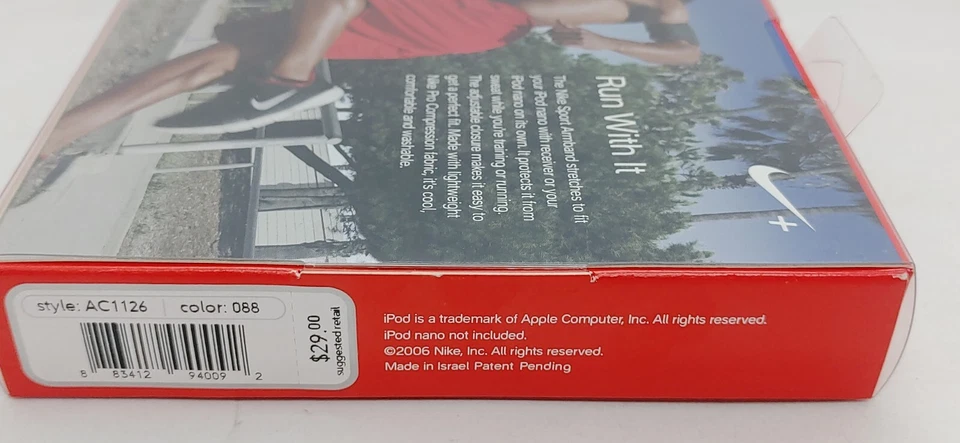 Run With It
The Nike Sport Armband stretches to fit
your iPod nano with receiver or your
iPod nano on its own. It protects it from
sweat while you're training or running.
The adjustable closure makes it easy to
get a perfect fit. Made with lightweight
Nike Pro Compression fabric, it's cool,
comfortable and washable.
+
style: AC1126 color: 088
8 83412 94009 2
$29.00
suggested retail
iPod is a trademark of Apple Computer, Inc. All rights reserved.
iPod nano not included.
©2006 Nike, Inc. All rights reserved.
Made in Israel Patent Pending